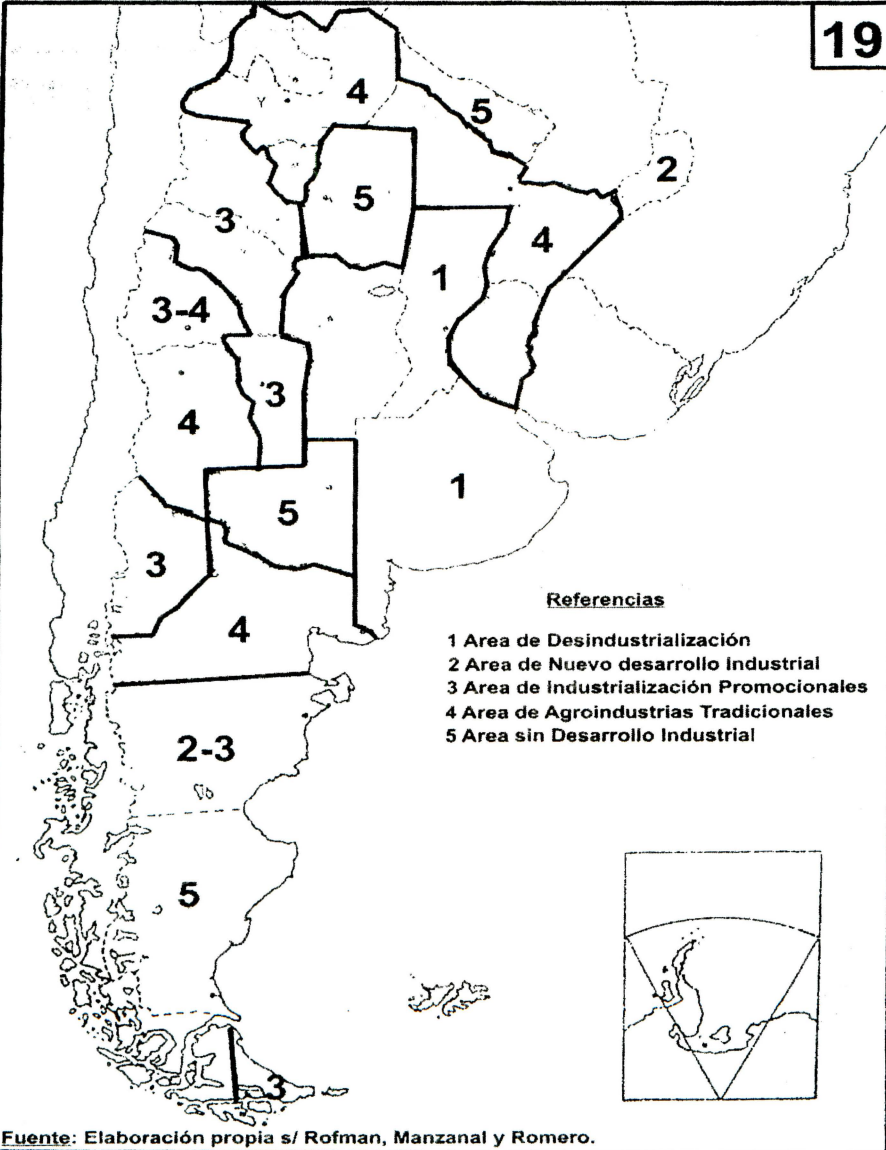 19
4
5
2
5
3
4
1
3-4
3
4
1
5
3
4
Referencias
1 Area de Desindustrialización
2 Area de Nuevo desarrollo Industrial
3 Area de Industrialización Promocionales
4 Area de Agroindustrias Tradicionales
5 Area sin Desarrollo Industrial
2-3
5
3
Fuente: Elaboración propia s/ Rofman, Manzanal y Romero.